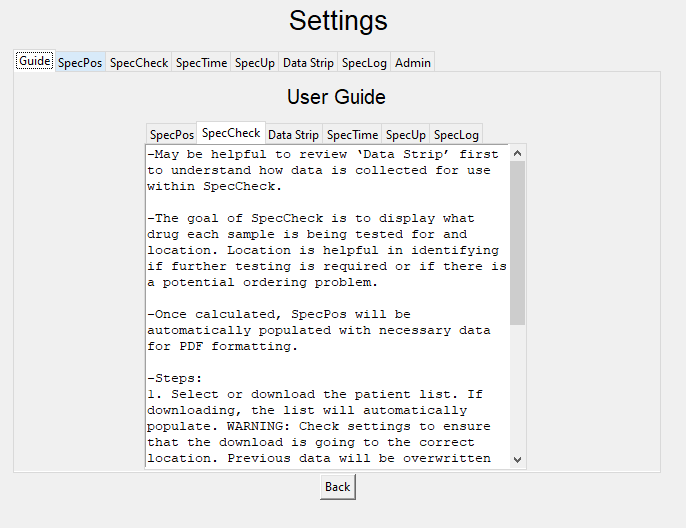 Settings
Guide SpecPos SpecCheck SpecTime SpecUp Data Strip SpecLog Admin
User Guide
SpecPos SpecCheck Data Strip SpecTime SpecUp SpecLog
-May be helpful to review ‘Data Strip’ first
to understand how data is collected for use
within SpecCheck.
-The goal of SpecCheck is to display what
drug each sample is being tested for and
location. Location is helpful in identifying
if further testing is required or if there is
a potential ordering problem.
-Once calculated, SpecPos will be
automatically populated with necessary data
for PDF formatting.
-Steps:
1. Select or download the patient list. If
downloading, the list will automatically
populate. WARNING: Check settings to ensure
that the download is going to the correct
location. Previous data will be overwritten
Back